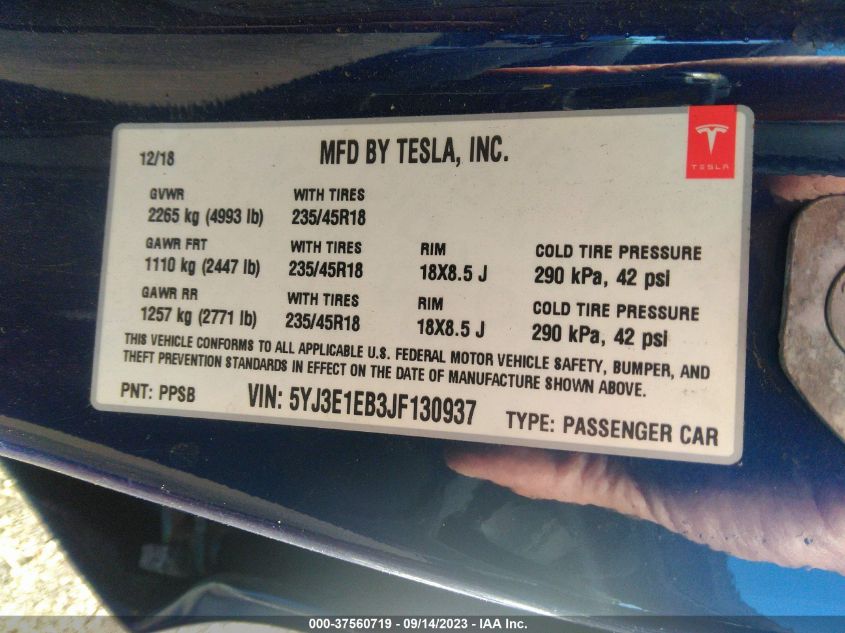 12/18 MFD BY TESLA, INC.
TESLA
GVWR WITH TIRES
2265 kg (4993 lb) 235/45R18
GAWR FRT WITH TIRES RIM COLD TIRE PRESSURE
1110 kg (2447 lb) 235/45R18 18X8.5 J 290 kPa, 42 psi
GAWR RR WITH TIRES RIM COLD TIRE PRESSURE
1257 kg (2771 lb) 235/45R18 18X8.5 J 290 kPa, 42 psi
THIS VEHICLE CONFORMS TO ALL APPLICABLE U.S. FEDERAL MOTOR VEHICLE SAFETY, BUMPER, AND
THEFT PREVENTION STANDARDS IN EFFECT ON THE DATE OF MANUFACTURE SHOWN ABOVE.
PNT: PPSB VIN: 5YJ3E1EB3JF130937 TYPE: PASSENGER CAR
000-37560719 / 09/14/2023 - IAA Inc.